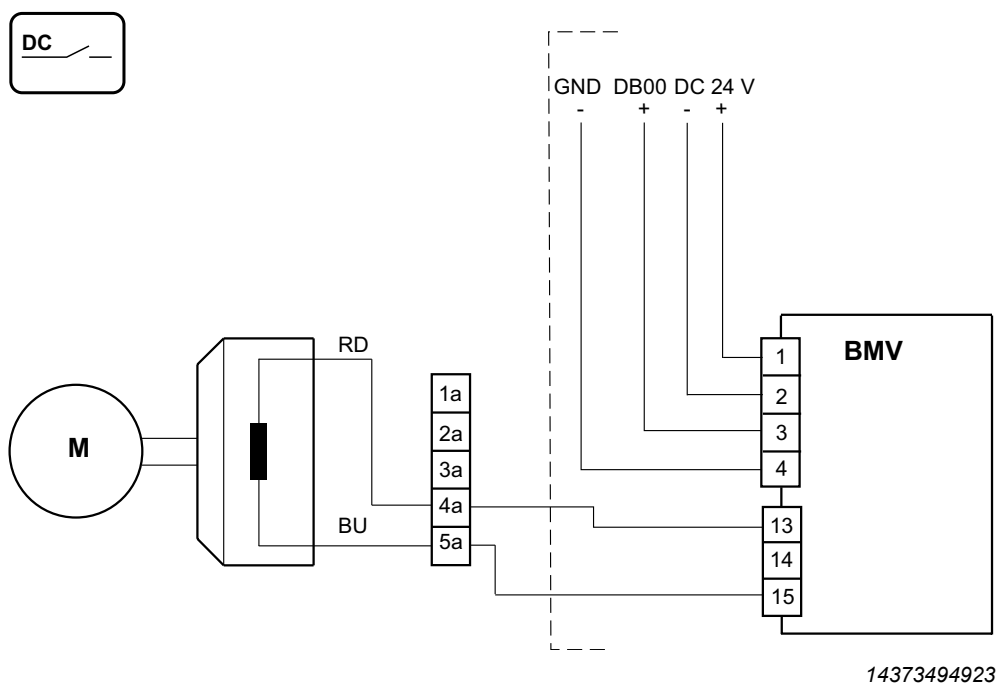 DC
GND DB00 DC 24 V
- + - +
BMV
1
2
3
4
RD
1a
2a
3a
4a
5a
M
BU
13
14
15
14373494923